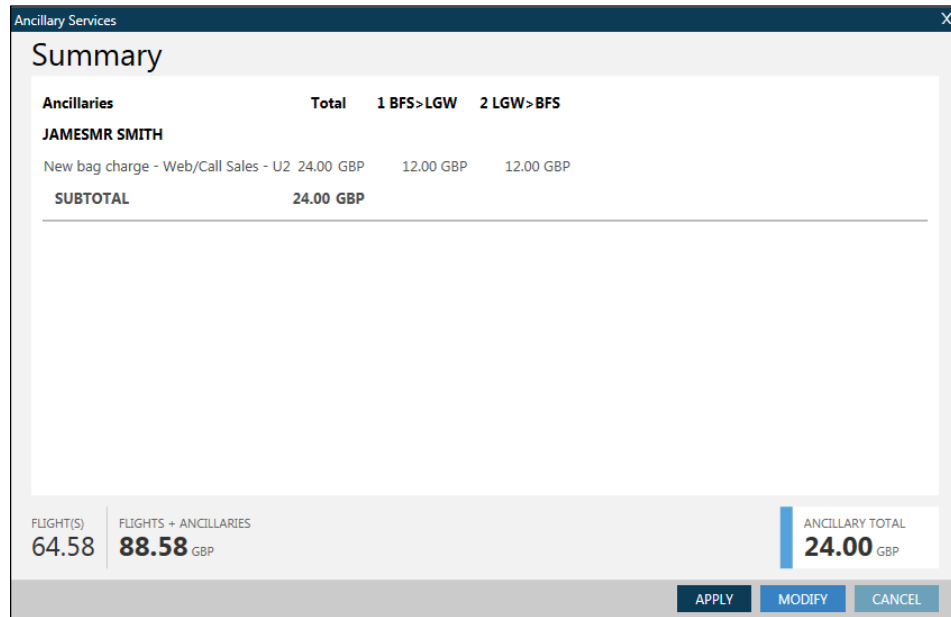 Ancillary Services X
Summary
Ancillaries Total 1 BFS>LGW 2 LGW>BFS
JAMESMR SMITH
New bag charge - Web/Call Sales - U2 24.00 GBP 12.00 GBP 12.00 GBP
SUBTOTAL 24.00 GBP
FLIGHT(S) FLIGHTS + ANCILLARIES ANCILLARY TOTAL
64.58 88.58 GBP 24.00 GBP
APPLY MODIFY CANCEL